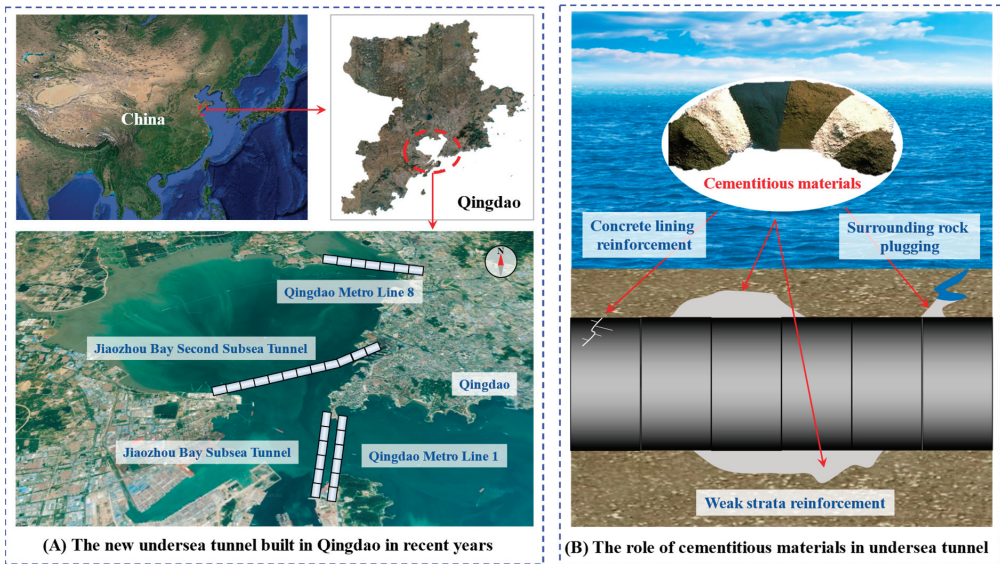 China
Qingdao
Qingdao Metro Line 8
Jiaozhou Bay Second Subsea Tunnel
Qingdao
Jiaozhou Bay Subsea Tunnel
Qingdao Metro Line 1
(A) The new undersea tunnel built in Qingdao in recent years
Cementitious materials
Concrete lining
reinforcement
Surrounding rock
plugging
Weak strata reinforcement
(B) The role of cementitious materials in undersea tunnel